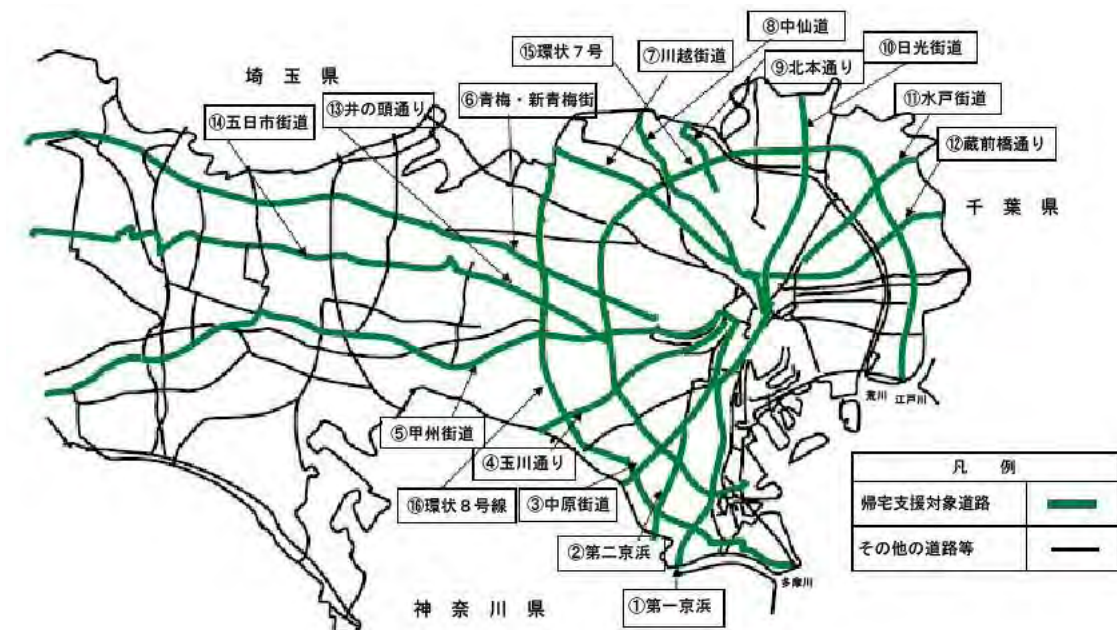 ⑧中仙道
⑮環状７号
⑦川越街道
⑩日光街道
⑨北本通り
埼 玉 県
⑥青梅・新青梅街
⑬井の頭通り
⑪水戸街道
⑭五日市街道
⑫蔵前橋通り
千 葉 県
荒川
江戸川
⑤甲州街道
④玉川通り
⑯環状８号線
③中原街道
②第二京浜
①第一京浜
多摩川
神 奈 川 県
凡 例
帰宅支援対象道路
その他の道路等